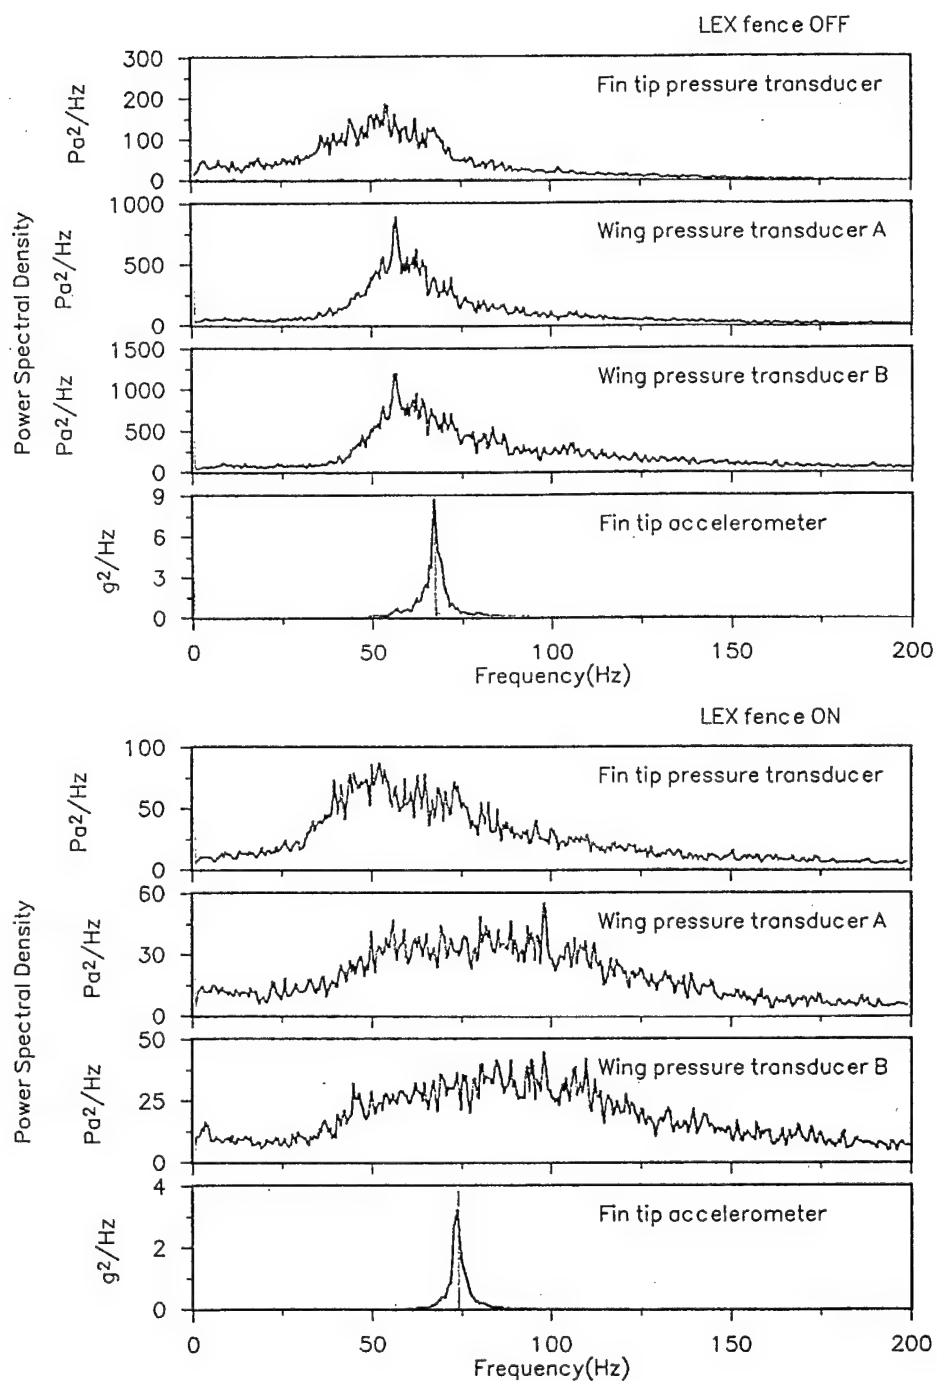 LEX fence OFF
300
200
100
0
Pa²/Hz
Fin tip pressure transducer
1000
500
0
Pa²/Hz
Wing pressure transducer A
1500
1000
500
0
Pa²/Hz
Wing pressure transducer B
9
6
3
0
g²/Hz
Fin tip accelerometer
Power Spectral Density
0 50 100 150 200
Frequency(Hz)
LEX fence ON
100
50
0
Pa²/Hz
Fin tip pressure transducer
60
30
0
Pa²/Hz
Wing pressure transducer A
50
25
0
Pa²/Hz
Wing pressure transducer B
4
2
0
g²/Hz
Fin tip accelerometer
Power Spectral Density
0 50 100 150 200
Frequency(Hz)